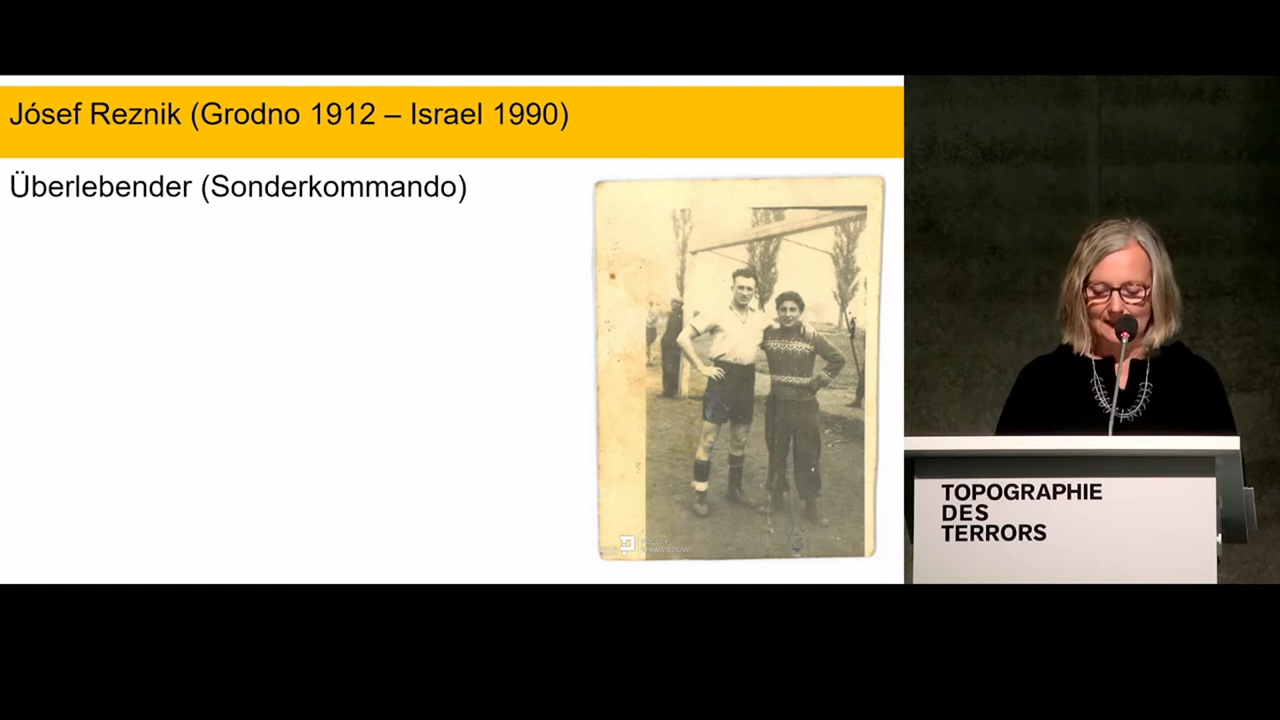 Jósef Reznik (Grodno 1912 – Israel 1990)
Überlebender (Sonderkommando)
TOPOGRAPHIE
DES
TERRORS